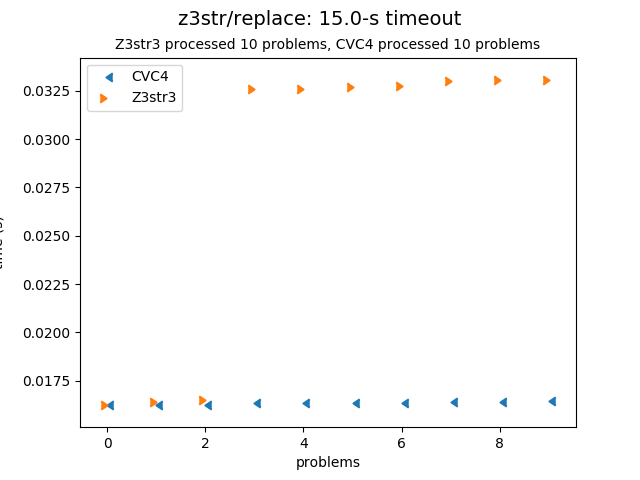 z3str/replace: 15.0-s timeout
Z3str3 processed 10 problems, CVC4 processed 10 problems
CVC4
Z3str3
0.0325
0.0300
0.0275
0.0250
0.0225
0.0200
0.0175
0 2 4 6 8
problems